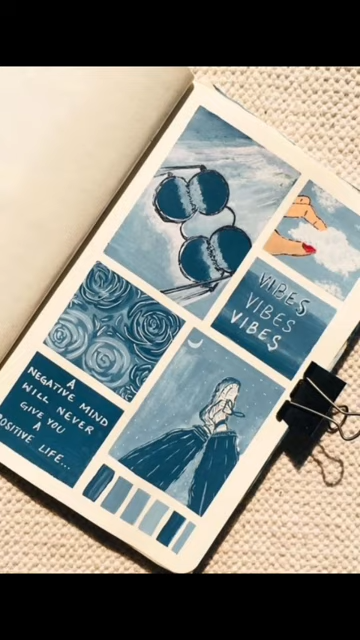 VIBES
VIBES
VIBES
A
NEGATIVE MIND
WILL NEVER
GIVE YOU
A
POSITIVE LIFE...